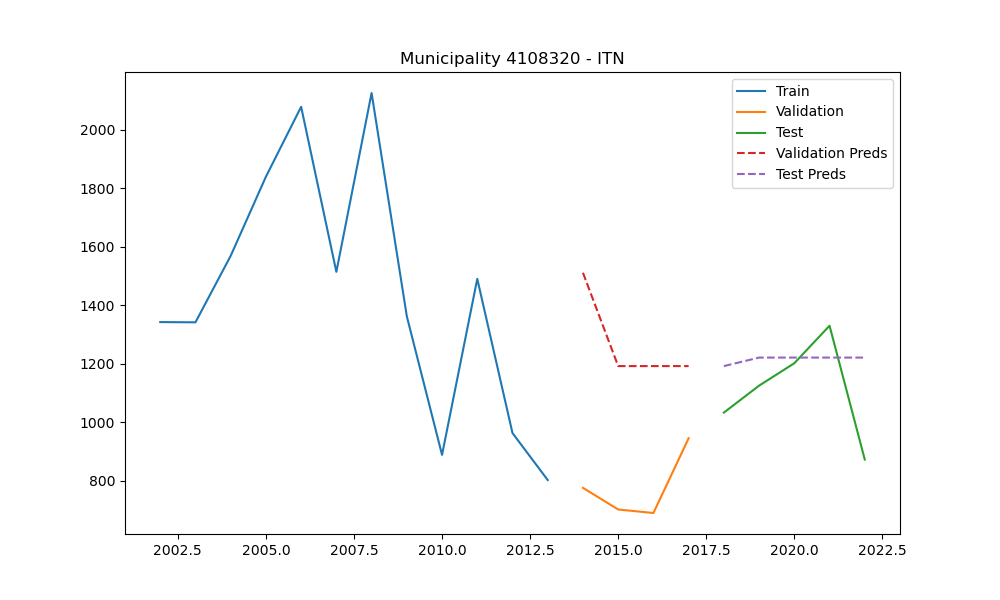 Municipality 4108320 - ITN
Train
Validation
Test
Validation Preds
Test Preds
2000
1800
1600
1400
1200
1000
800
2002.5 2005.0 2007.5 2010.0 2012.5 2015.0 2017.5 2020.0 2022.5